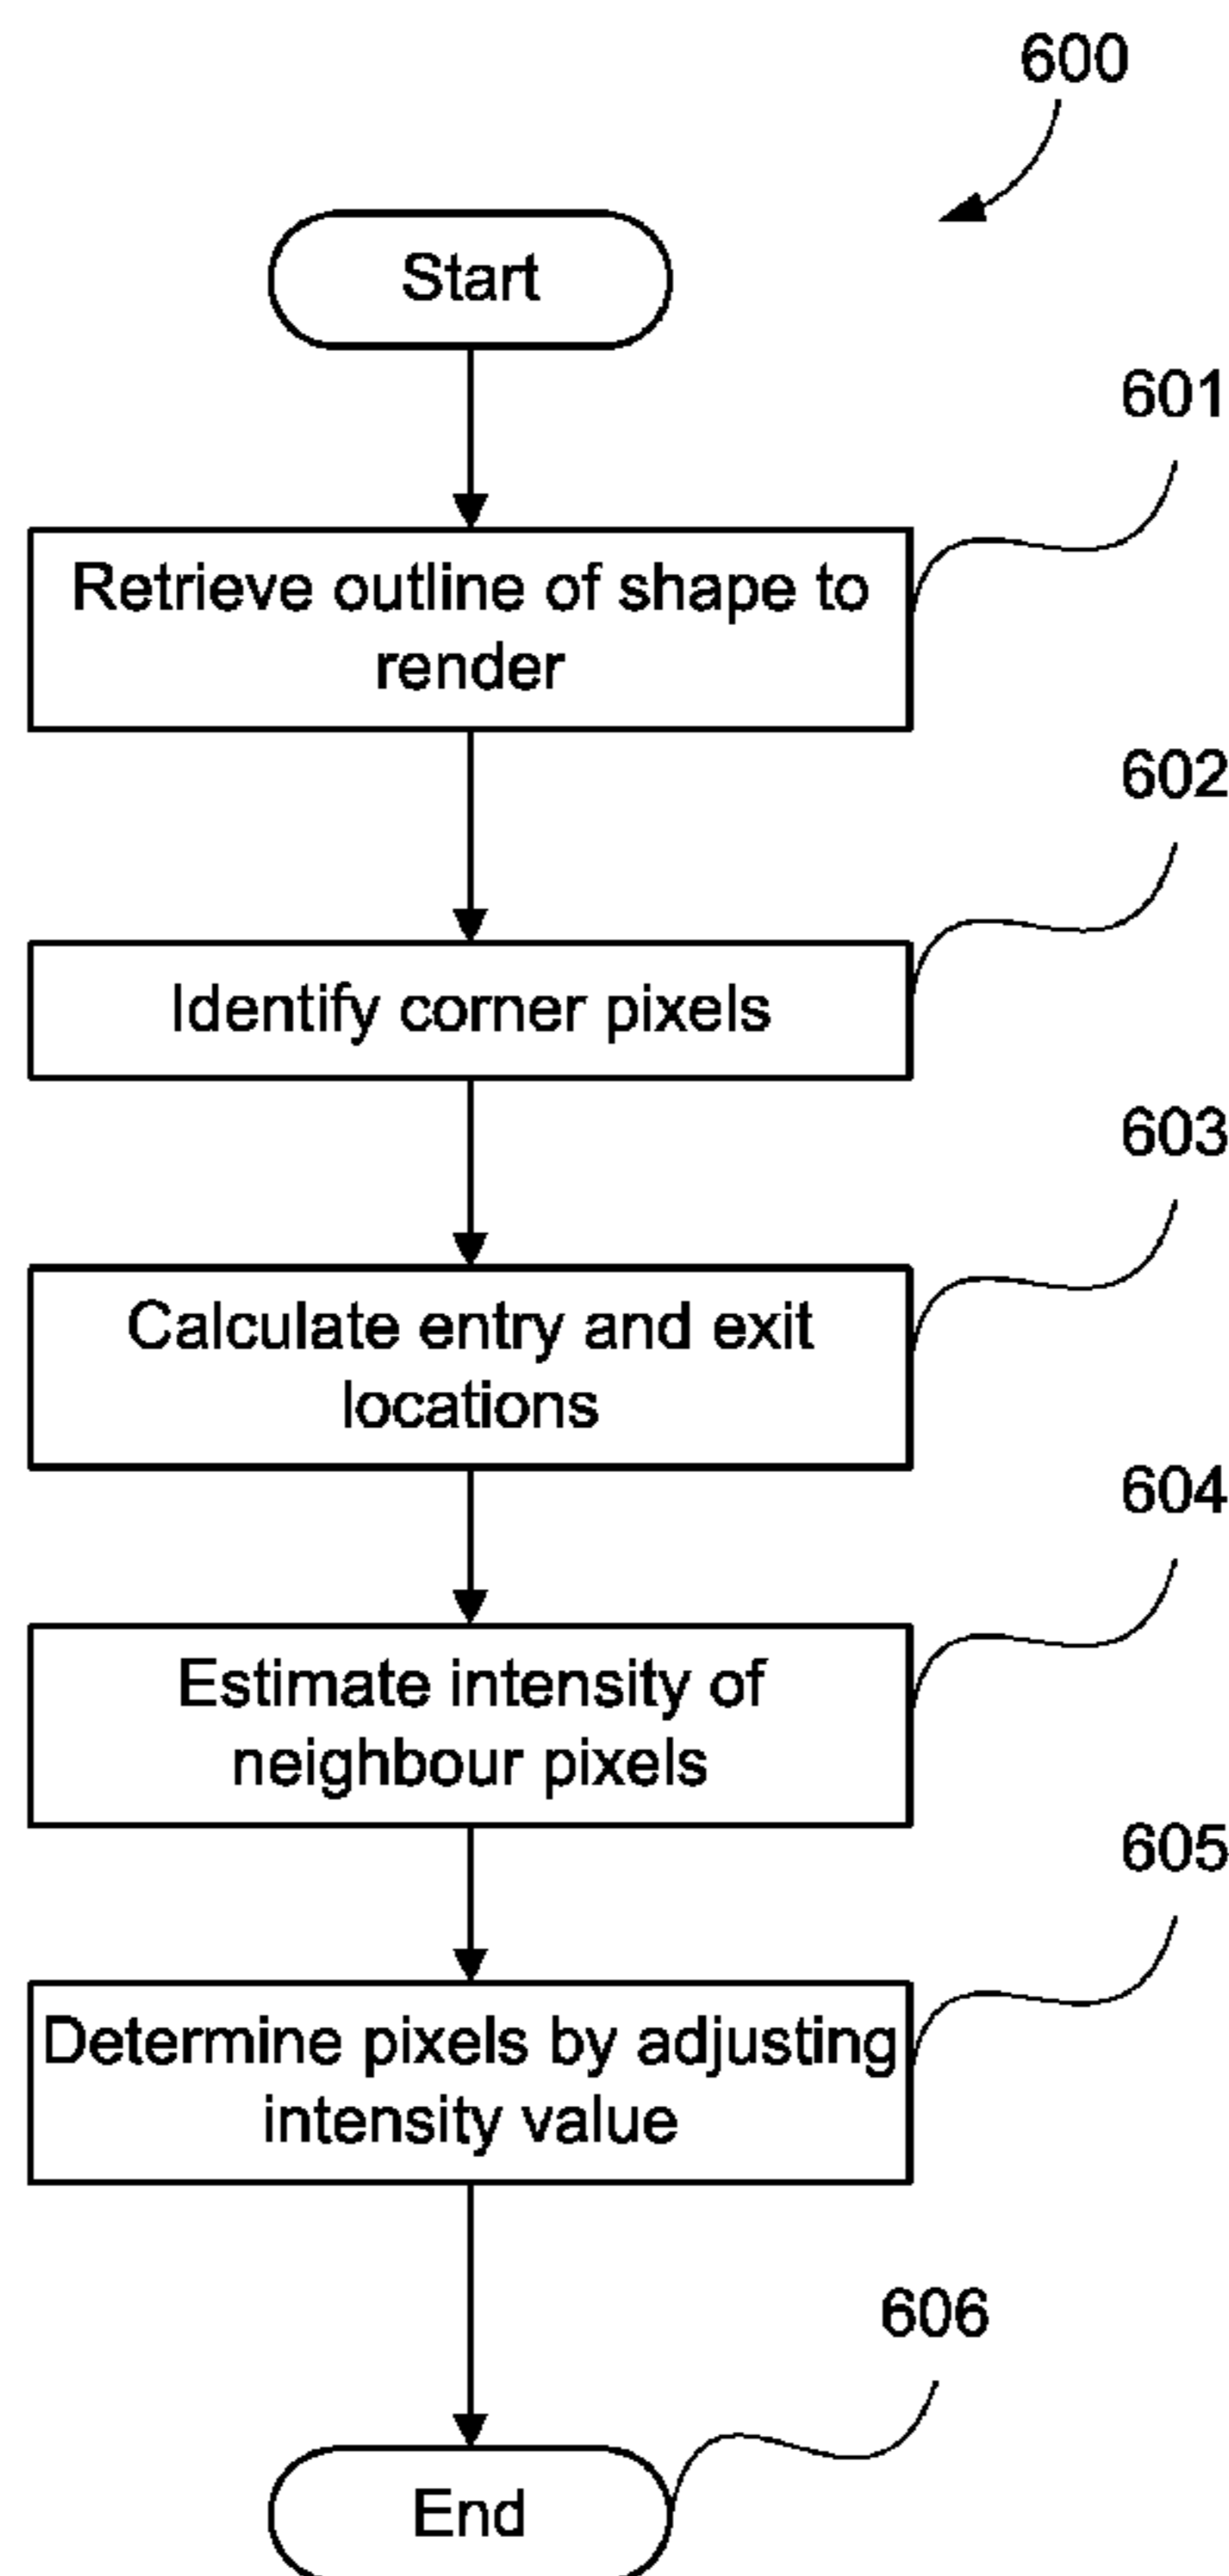 600
Start
601
Retrieve outline of shape to
render
602
Identify corner pixels
603
Calculate entry and exit
locations
604
Estimate intensity of
neighbour pixels
605
Determine pixels by adjusting
intensity value
606
End